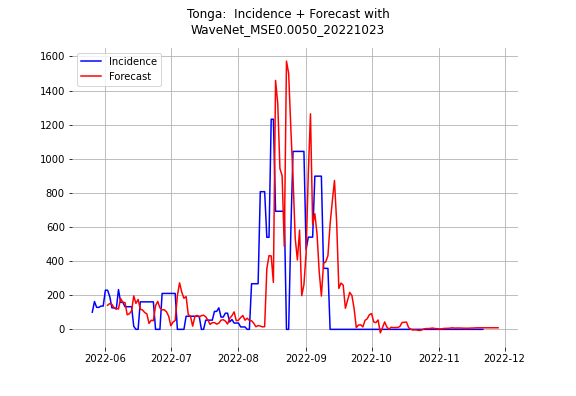 Tonga:  Incidence + Forecast with
WaveNet_MSE0.0050_20221023
Incidence
Forecast
1600
1400
1200
1000
800
600
400
200
0
2022-06 2022-07 2022-08 2022-09 2022-10 2022-11 2022-12